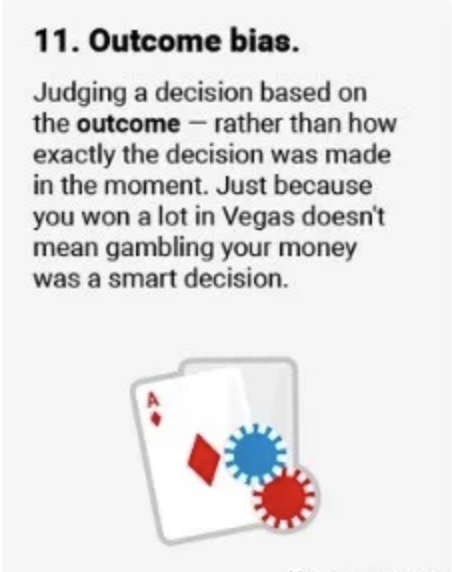 11. Outcome bias.
Judging a decision based on
the outcome — rather than how
exactly the decision was made
in the moment. Just because
you won a lot in Vegas doesn't
mean gambling your money
was a smart decision.
A